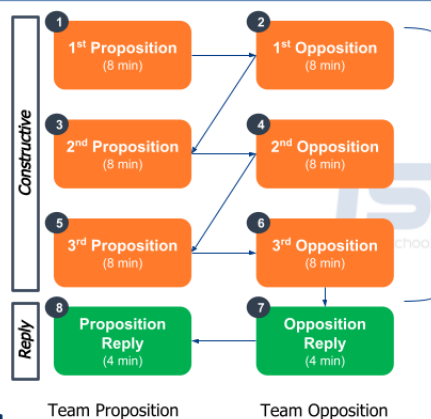 1
1st Proposition
(8 min)
2
1st Opposition
(8 min)
Constructive
3
2nd Proposition
(8 min)
4
2nd Opposition
(8 min)
5
3rd Proposition
(8 min)
6
3rd Opposition
(8 min)
Reply
8
Proposition
Reply
(4 min)
7
Opposition
Reply
(4 min)
Team Proposition
Team Opposition